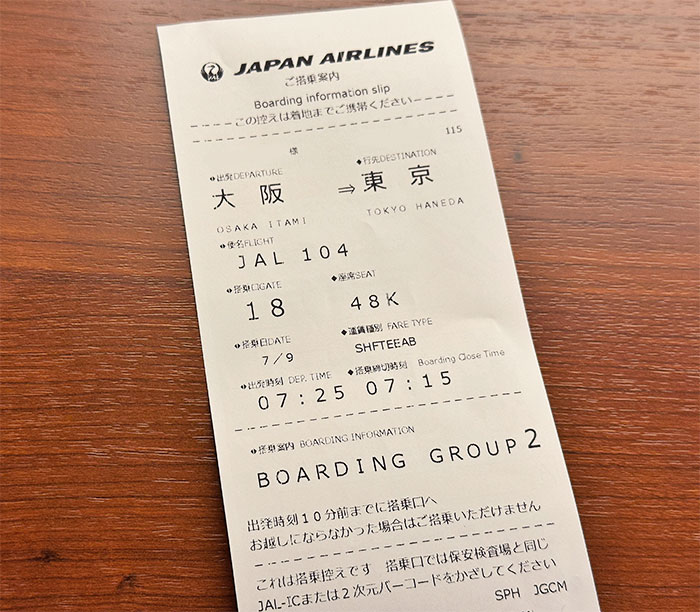 JAL JAPAN AIRLINES
ご搭乗案内
Boarding information slip
この控えは着地までご携帯ください
様 115
出発DEPARTURE ◆行先DESTINATION
大阪 ⇒ 東京
OSAKA ITAMI TOKYO HANEDA
便名FLIGHT
JAL 104
搭乗口GATE ◆座席SEAT
18 48K
搭乗日DATE ◆運賃種別 FARE TYPE
7/9 SHFTEEAB
出発時刻 DEP. TIME ◆搭乗締切時刻 Boarding Close Time
07:25 07:15
搭乗案内 BOARDING INFORMATION
BOARDING GROUP 2
出発時刻10分前までに搭乗口へ
お越しにならなかった場合はご搭乗いただけません
これは搭乗控えです 搭乗口では保安検査場と同じ
JAL-ICまたは2次元バーコードをかざしてください
SPH JGCM